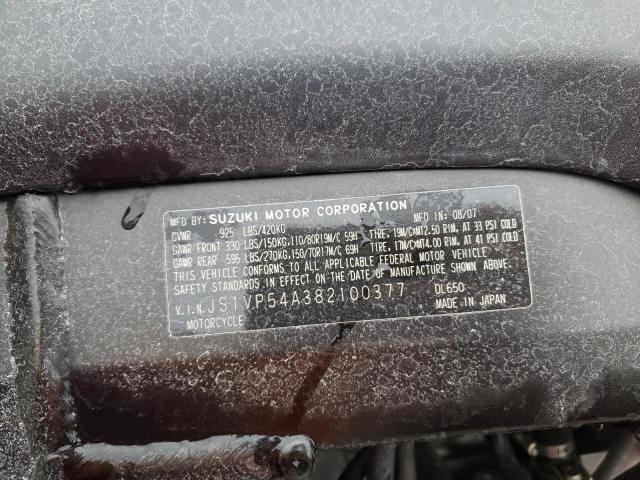 MFD BY: SUZUKI MOTOR CORPORATION MFD IN: 08/07
GVWR 925 LBS/420KG
GAWR FRONT 330 LBS/150KG,110/80R19M/C 59H TIRE, 19M/C×MT2.50 RIM, AT 33 PSI COLD
GAWR REAR 595 LBS/270KG,150/70R17M/C 69H TIRE, 17M/C×MT4.00 RIM, AT 41 PSI COLD
THIS VEHICLE CONFORMS TO ALL APPLICABLE FEDERAL MOTOR VEHICLE
SAFETY STANDARDS IN EFFECT ON THE DATE OF MANUFACTURE SHOWN ABOVE.
V.I.N. JS1VP54A382100377 DL650
MOTORCYCLE MADE IN JAPAN